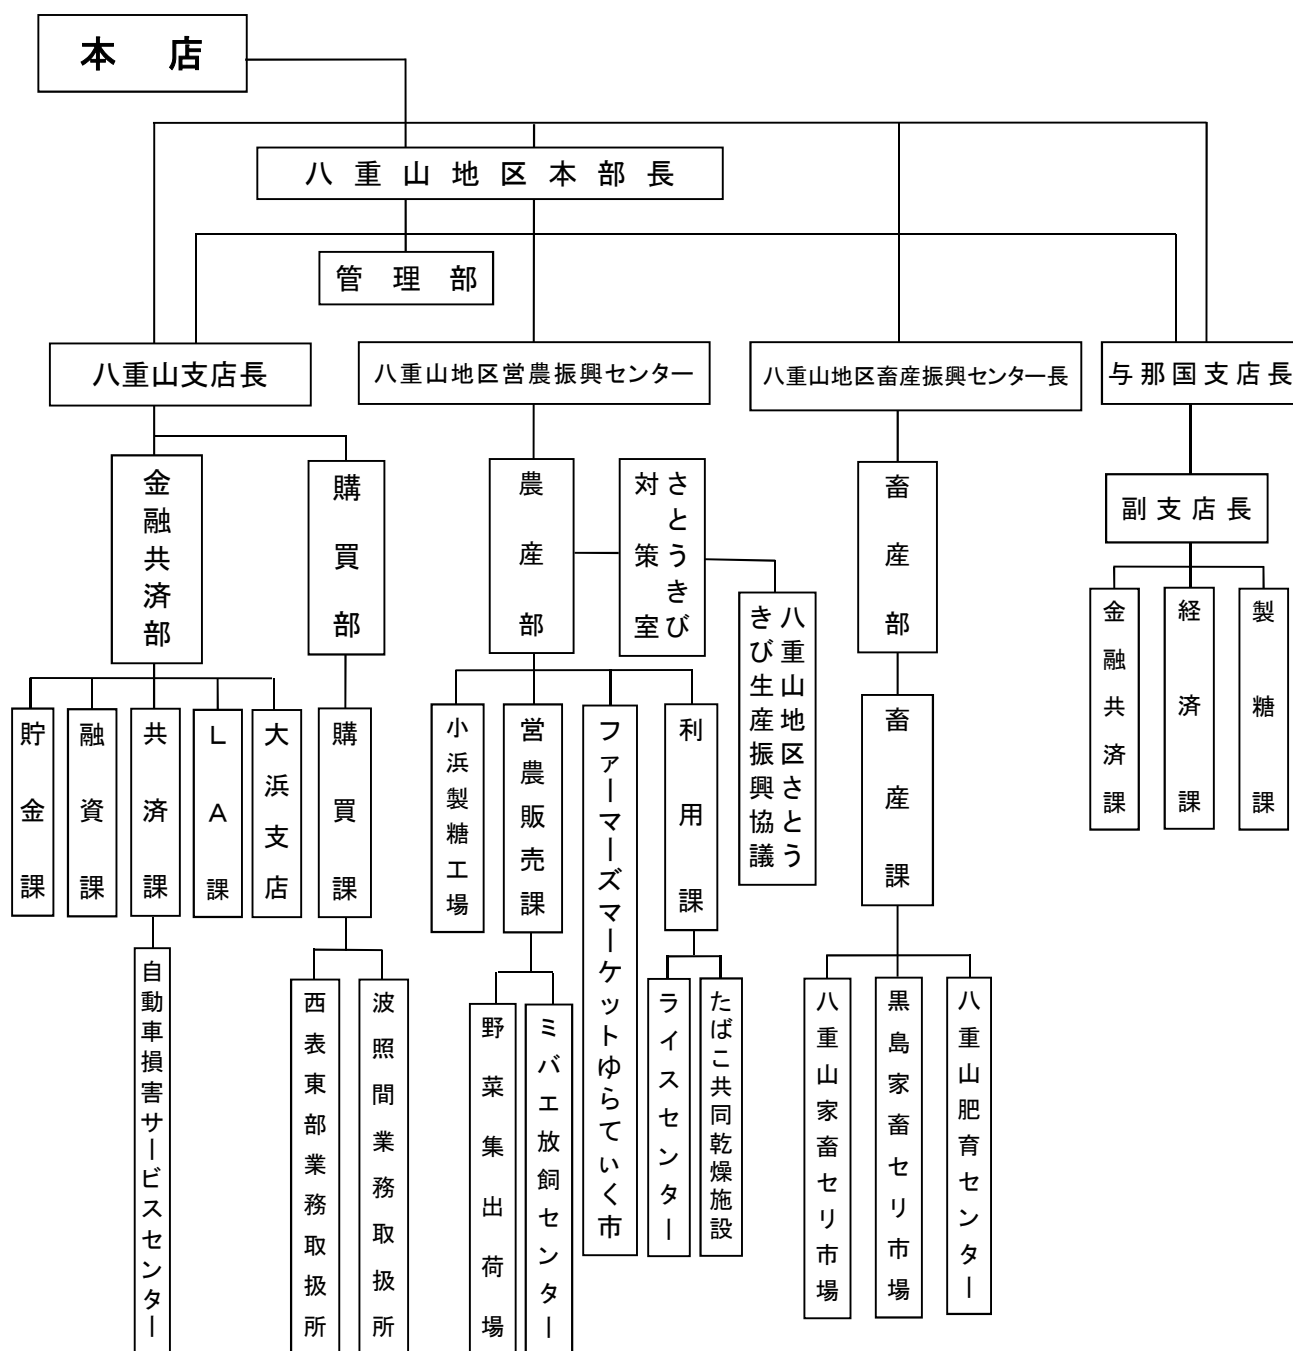 本店
八重山地区本部長
管理部
八重山支店長
八重山地区営農振興センター
八重山地区畜産振興センター長
与那国支店長
金融共済部
購買部
農産部
さとうきび
対策室
畜産部
副支店長
八重山地区さとう
きび生産振興協議
金融共済課
経済課
製糖課
貯金課
融資課
共済課
LA課
大浜支店
購買課
小浜製糖工場
営農販売課
ファーマーズマーケットゆらてぃく市
利用課
畜産課
自動車損害サービスセンター
西表東部業務取扱所
波照間業務取扱所
野菜集出荷場
ミバエ放飼センター
ライスセンター
たばこ共同乾燥施設
八重山家畜セリ市場
黒島家畜セリ市場
八重山肥育センター